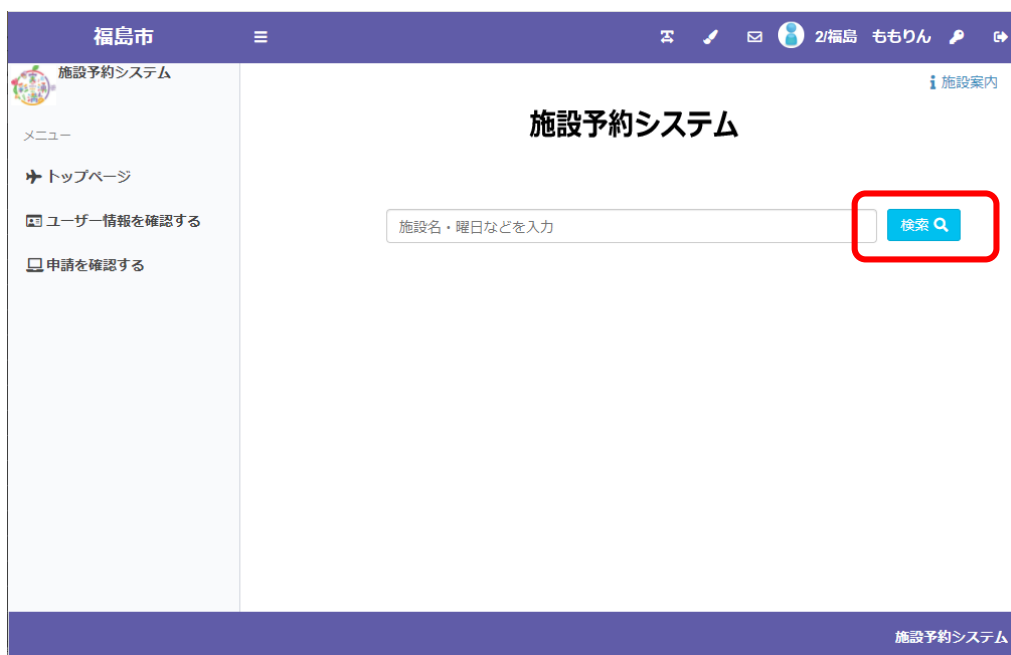 福島市
2/福島 ももりん
施設予約システム
施設案内
施設予約システム
メニュー
トップページ
ユーザー情報を確認する
施設名・曜日などを入力
検索
申請を確認する
施設予約システム